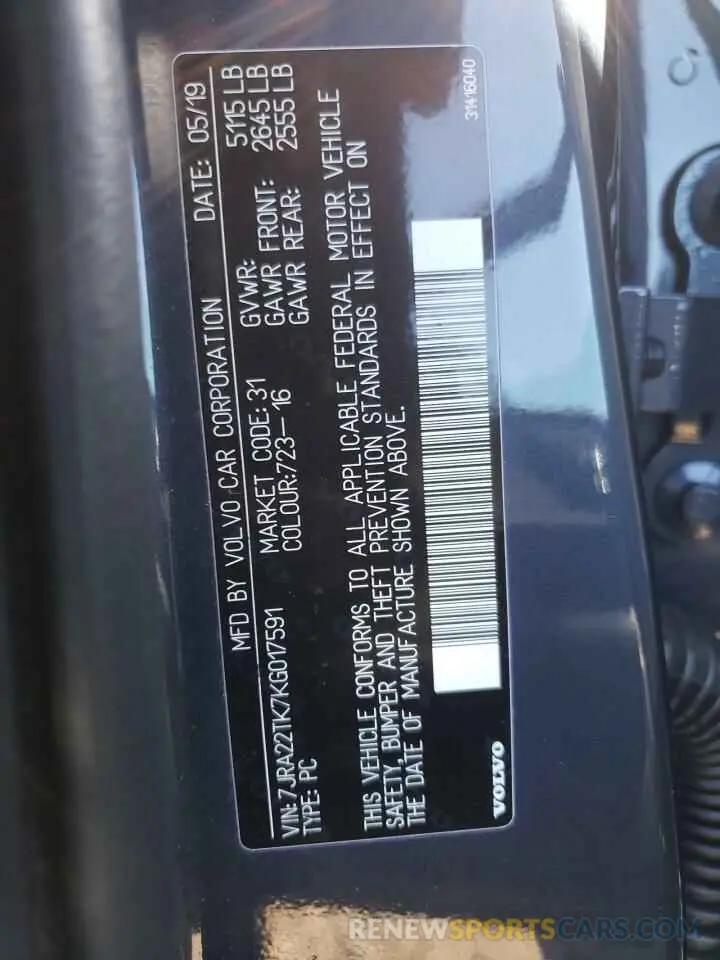 MFD BY VOLVO CAR CORPORATION DATE: 05/19
VIN: 7JRA22TK7KG017591 MARKET CODE: 31 GVWR: 5115 LB
TYPE: PC COLOUR: 723-16 GAWR FRONT: 2645 LB
GAWR REAR: 2555 LB
THIS VEHICLE CONFORMS TO ALL APPLICABLE FEDERAL MOTOR VEHICLE
SAFETY, BUMPER AND THEFT PREVENTION STANDARDS IN EFFECT ON
THE DATE OF MANUFACTURE SHOWN ABOVE.
31416040
VOLVO
RENEWSPORTSCARS.COM